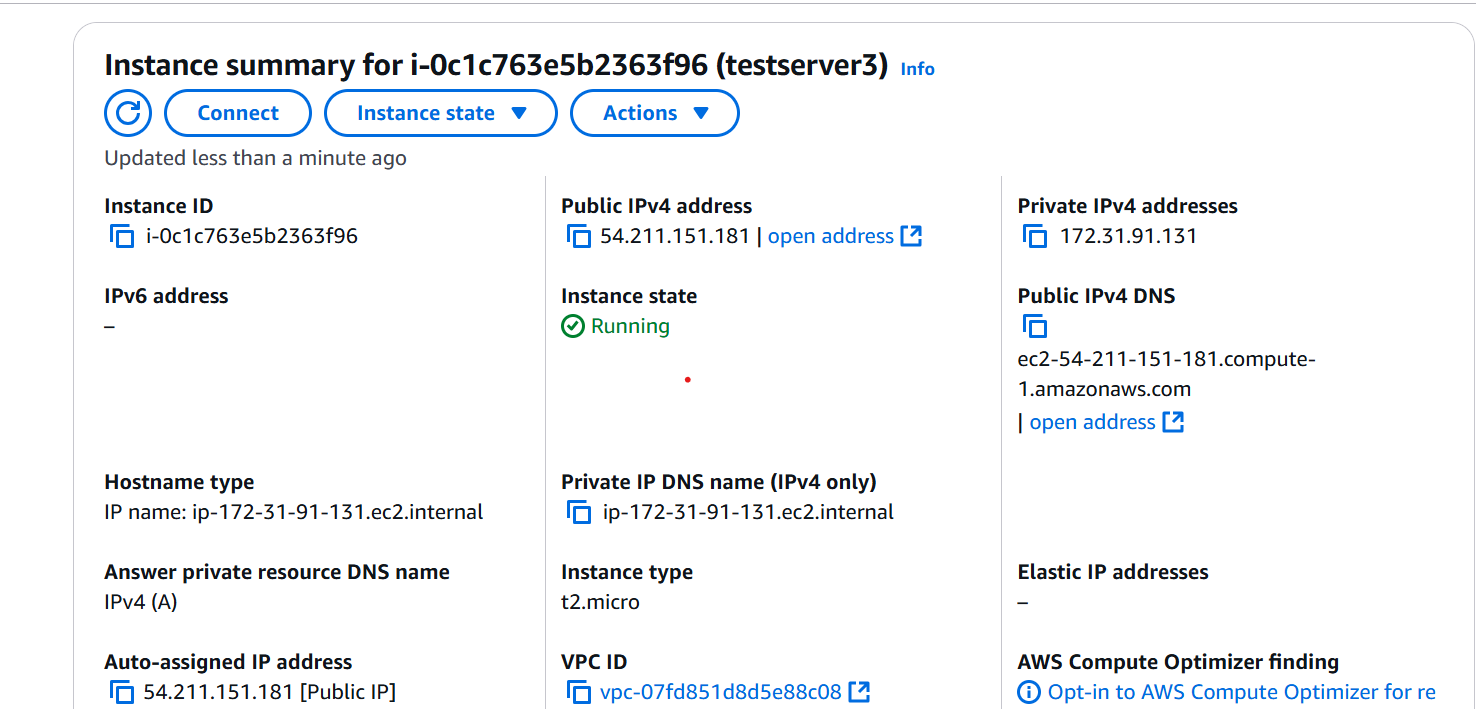 Instance summary for i-0c1c763e5b2363f96 (testserver3) Info
Connect
Instance state
Actions
Updated less than a minute ago
Instance ID
i-0c1c763e5b2363f96
Public IPv4 address
54.211.151.181 | open address
Private IPv4 addresses
172.31.91.131
IPv6 address
–
Instance state
Running
Public IPv4 DNS
ec2-54-211-151-181.compute-
1.amazonaws.com
| open address
Hostname type
IP name: ip-172-31-91-131.ec2.internal
Private IP DNS name (IPv4 only)
ip-172-31-91-131.ec2.internal
Answer private resource DNS name
IPv4 (A)
Instance type
t2.micro
Elastic IP addresses
–
Auto-assigned IP address
54.211.151.181 [Public IP]
VPC ID
vpc-07fd851d8d5e88c08
AWS Compute Optimizer finding
Opt-in to AWS Compute Optimizer for re